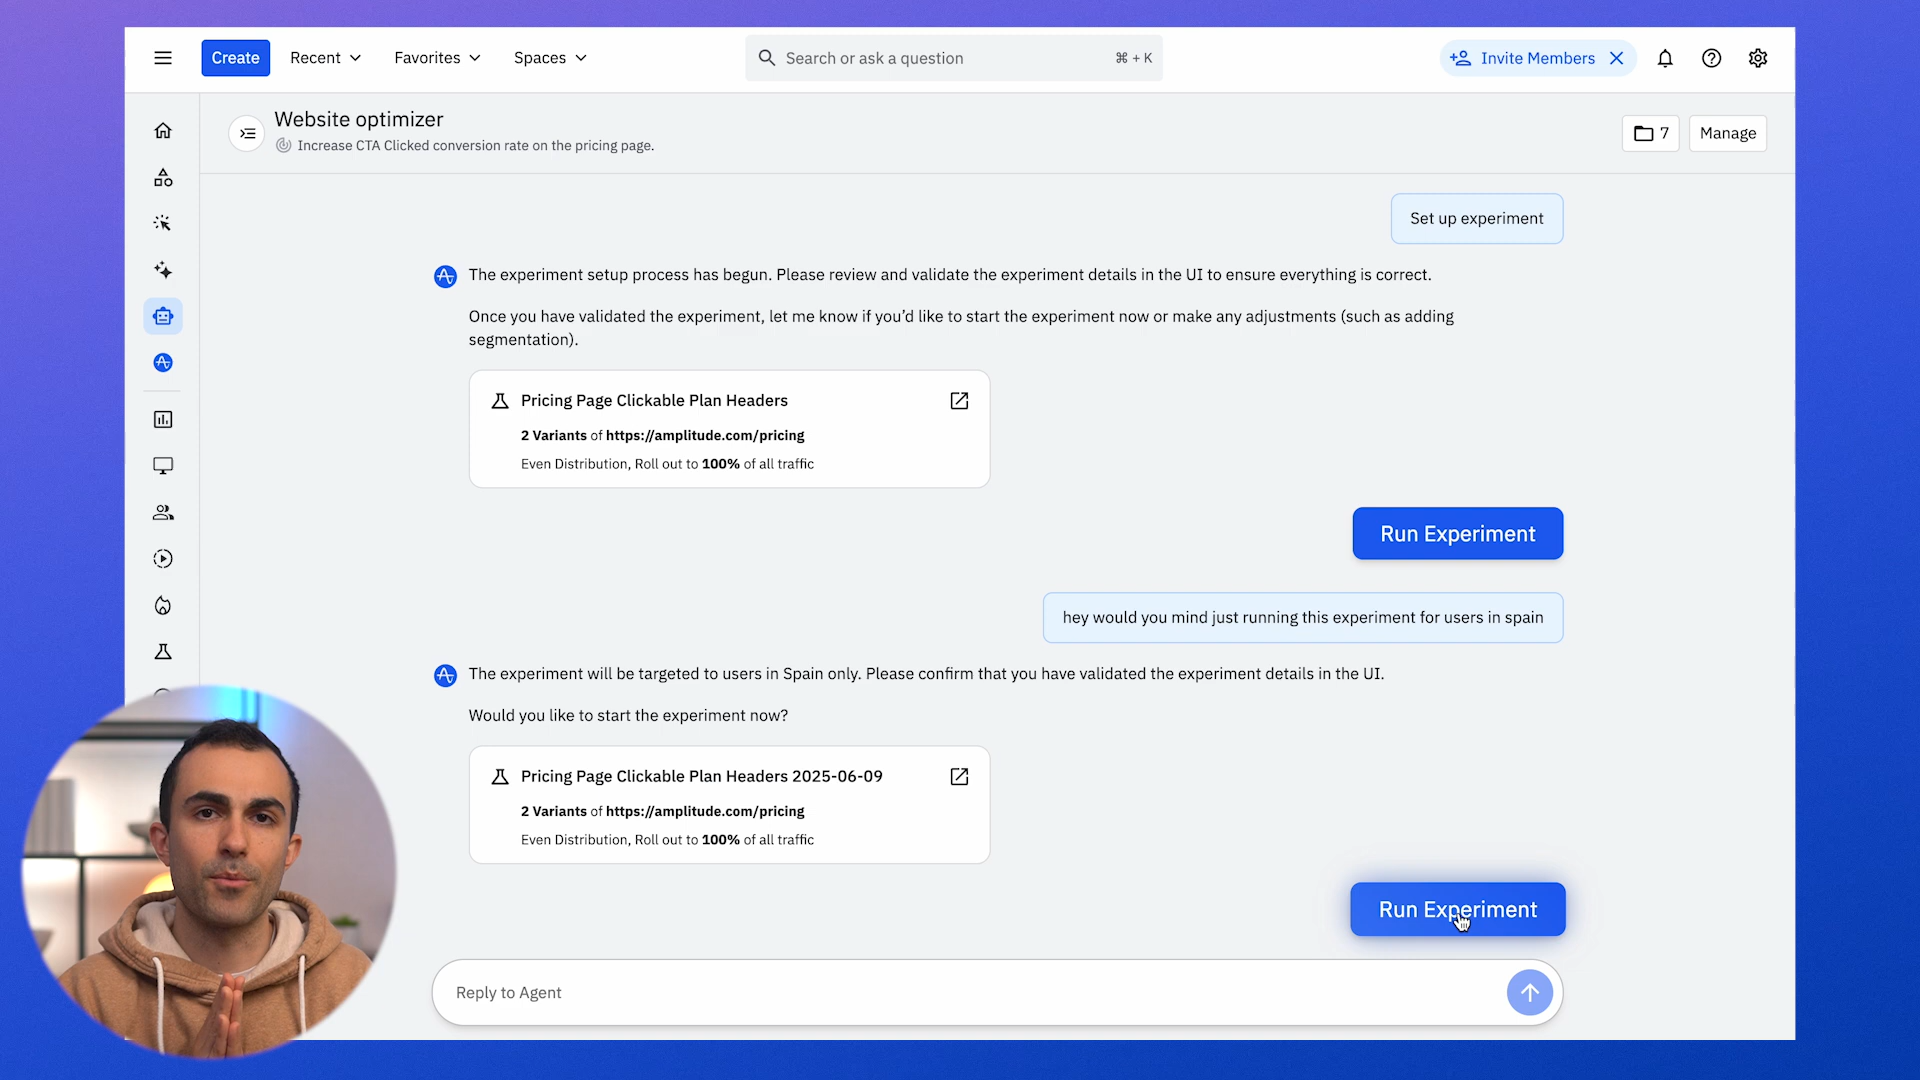 Create
Recent
Favorites
Spaces
Search or ask a question
⌘ + K
Invite Members
Website optimizer
Increase CTA Clicked conversion rate on the pricing page.
7
Manage
Set up experiment
The experiment setup process has begun. Please review and validate the experiment details in the UI to ensure everything is correct.
Once you have validated the experiment, let me know if you’d like to start the experiment now or make any adjustments (such as adding
segmentation).
Pricing Page Clickable Plan Headers
2 Variants of https://amplitude.com/pricing
Even Distribution, Roll out to 100% of all traffic
Run Experiment
hey would you mind just running this experiment for users in spain
The experiment will be targeted to users in Spain only. Please confirm that you have validated the experiment details in the UI.
Would you like to start the experiment now?
Pricing Page Clickable Plan Headers 2025-06-09
2 Variants of https://amplitude.com/pricing
Even Distribution, Roll out to 100% of all traffic
Run Experiment
Reply to Agent